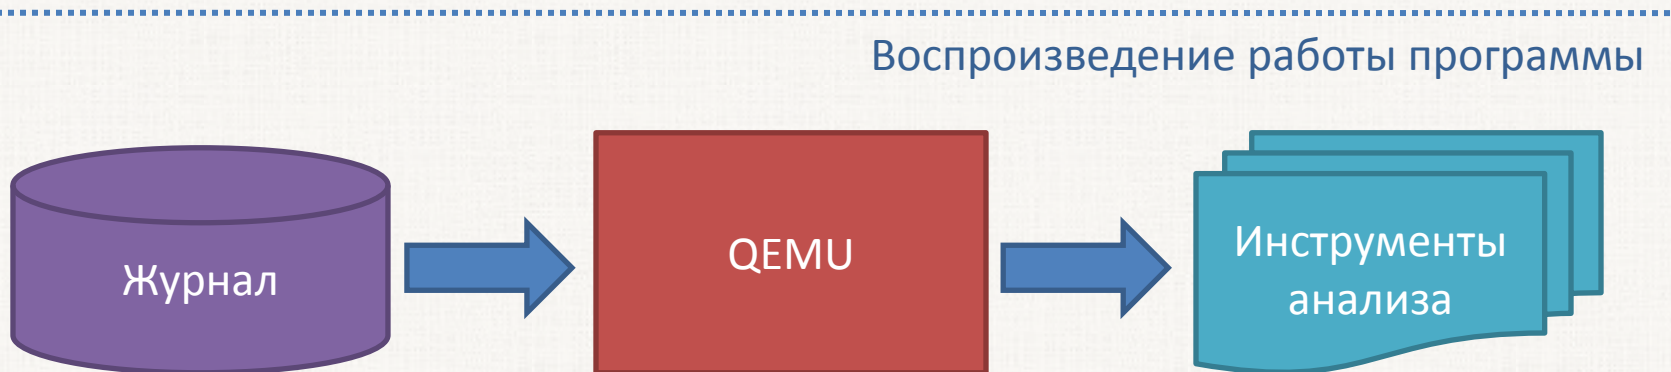 Воспроизведение работы программы
Журнал
QEMU
Инструменты
анализа